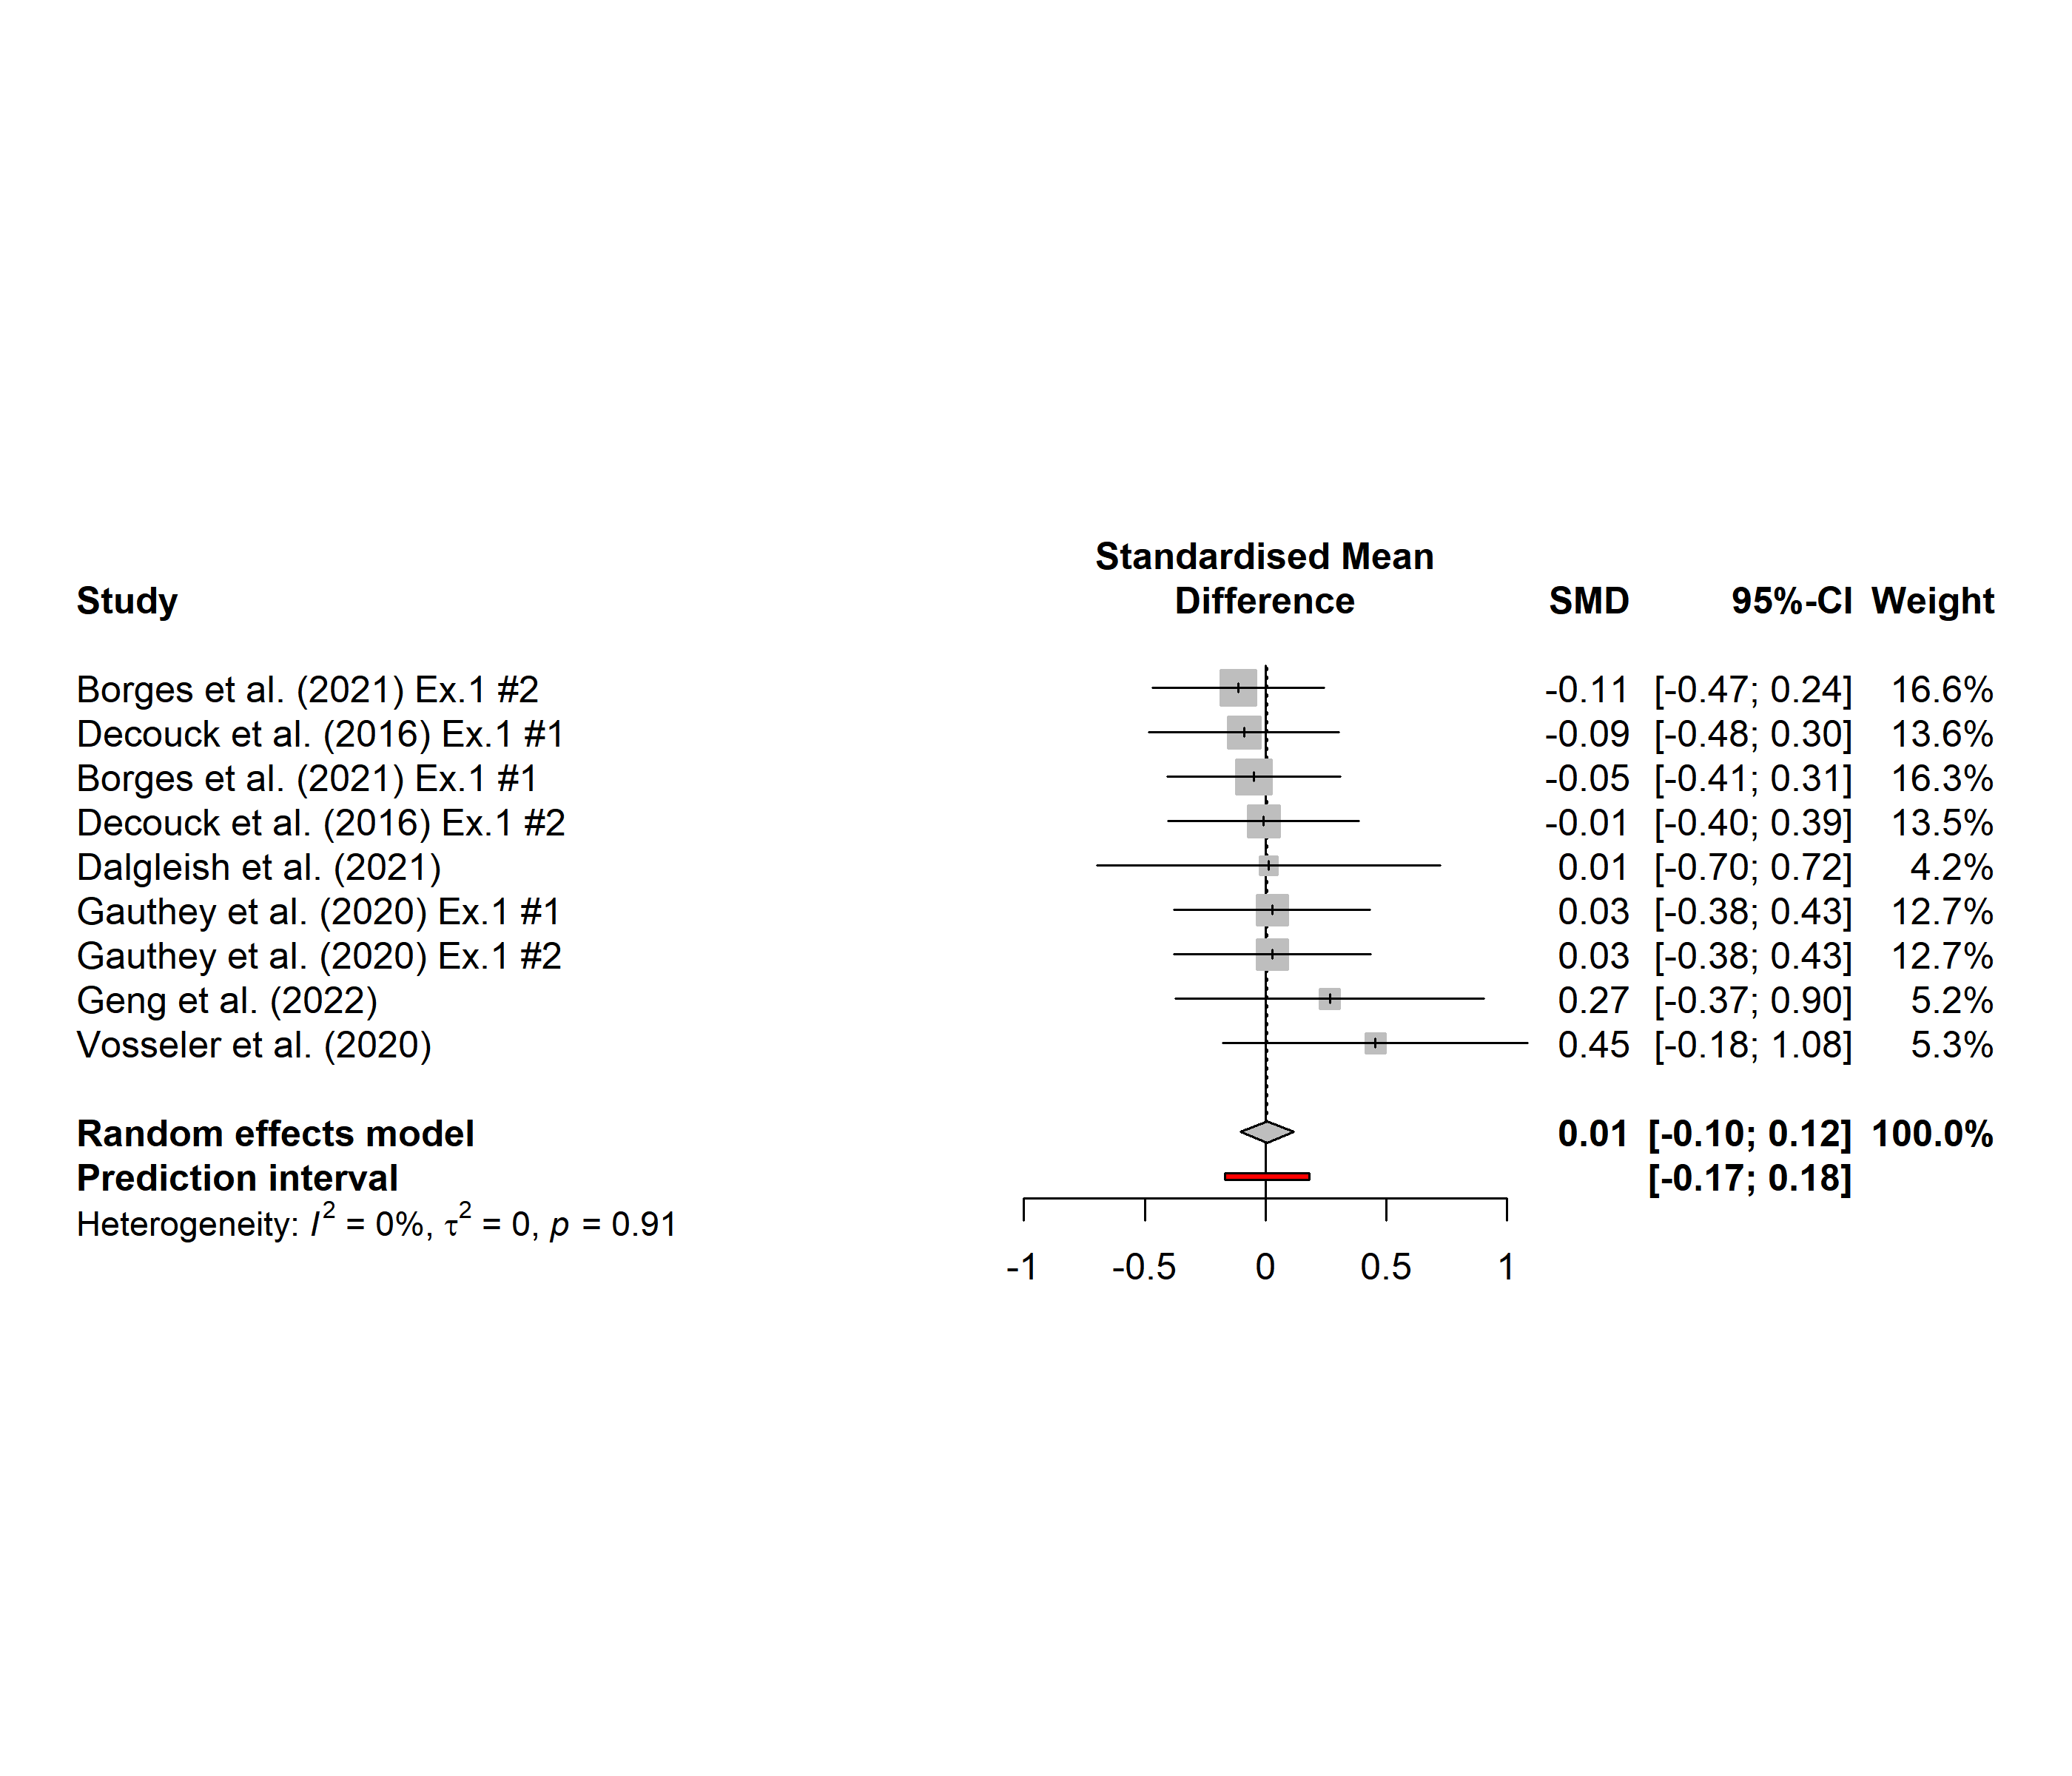 Standardised Mean
Study Difference SMD 95%-CI Weight
Borges et al. (2021) Ex.1 #2 -0.11 [-0.47; 0.24] 16.6%
Decouck et al. (2016) Ex.1 #1 -0.09 [-0.48; 0.30] 13.6%
Borges et al. (2021) Ex.1 #1 -0.05 [-0.41; 0.31] 16.3%
Decouck et al. (2016) Ex.1 #2 -0.01 [-0.40; 0.39] 13.5%
Dalgleish et al. (2021) 0.01 [-0.70; 0.72] 4.2%
Gauthey et al. (2020) Ex.1 #1 0.03 [-0.38; 0.43] 12.7%
Gauthey et al. (2020) Ex.1 #2 0.03 [-0.38; 0.43] 12.7%
Geng et al. (2022) 0.27 [-0.37; 0.90] 5.2%
Vosseler et al. (2020) 0.45 [-0.18; 1.08] 5.3%
Random effects model 0.01 [-0.10; 0.12] 100.0%
Prediction interval [-0.17; 0.18]
Heterogeneity: I² = 0%, τ² = 0, p = 0.91
-1 -0.5 0 0.5 1